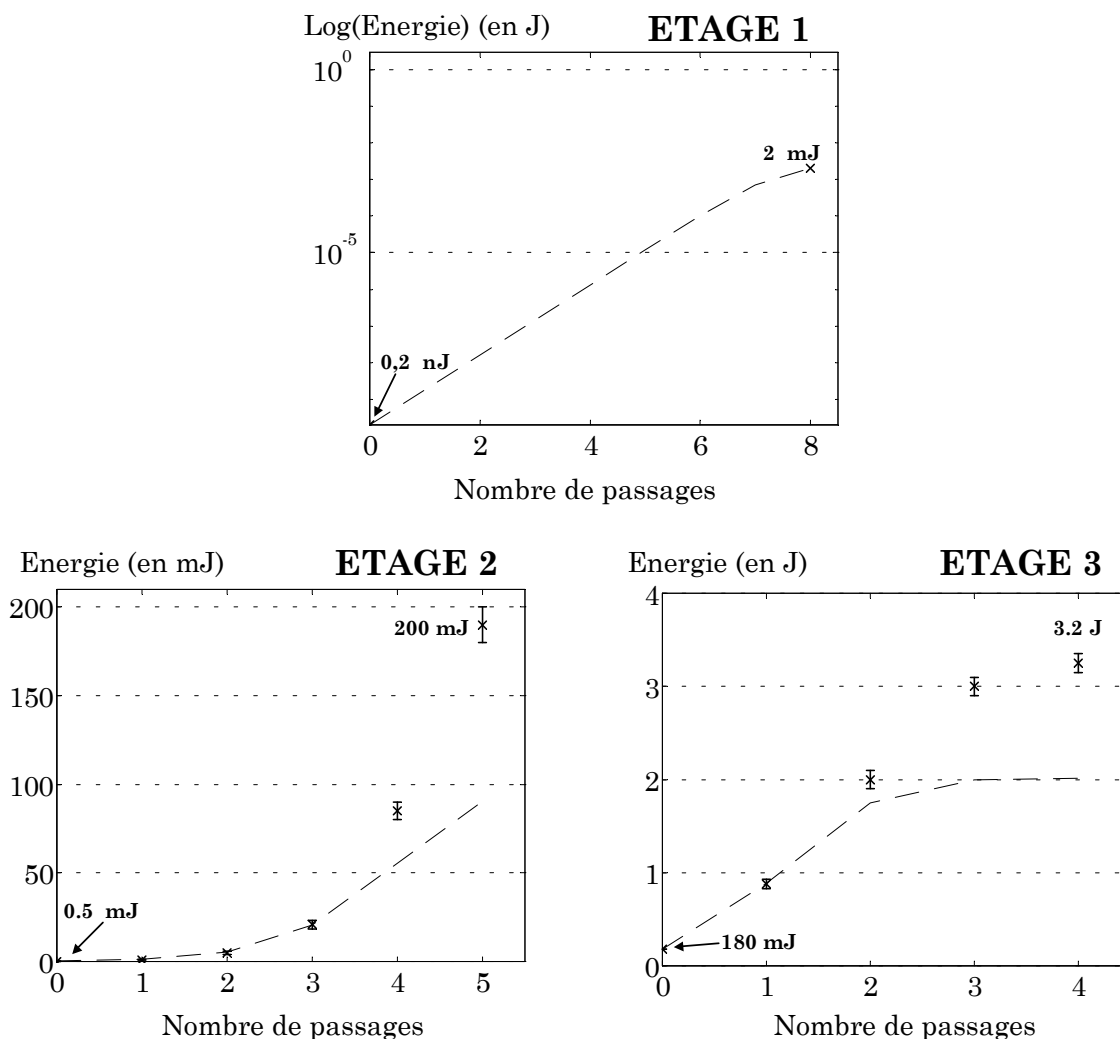 Log(Energie) (en J) ETAGE 1
10^0
2 mJ
10^-5
0,2 nJ
0 2 4 6 8
Nombre de passages
Energie (en mJ) ETAGE 2
200
200 mJ
150
100
50
0.5 mJ
0
0 1 2 3 4 5
Nombre de passages
Energie (en J) ETAGE 3
4
3.2 J
3
2
1
180 mJ
0
0 1 2 3 4
Nombre de passages